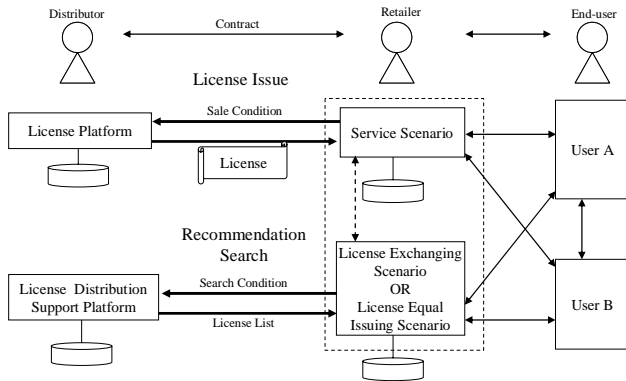 Distributor
Retailer
End-user
Contract
License Issue
Sale Condition
License Platform
Service Scenario
License
User A
Recommendation
Search
License Exchanging
Scenario
OR
License Equal
Issuing Scenario
Search Condition
License Distribution
Support Platform
License List
User B